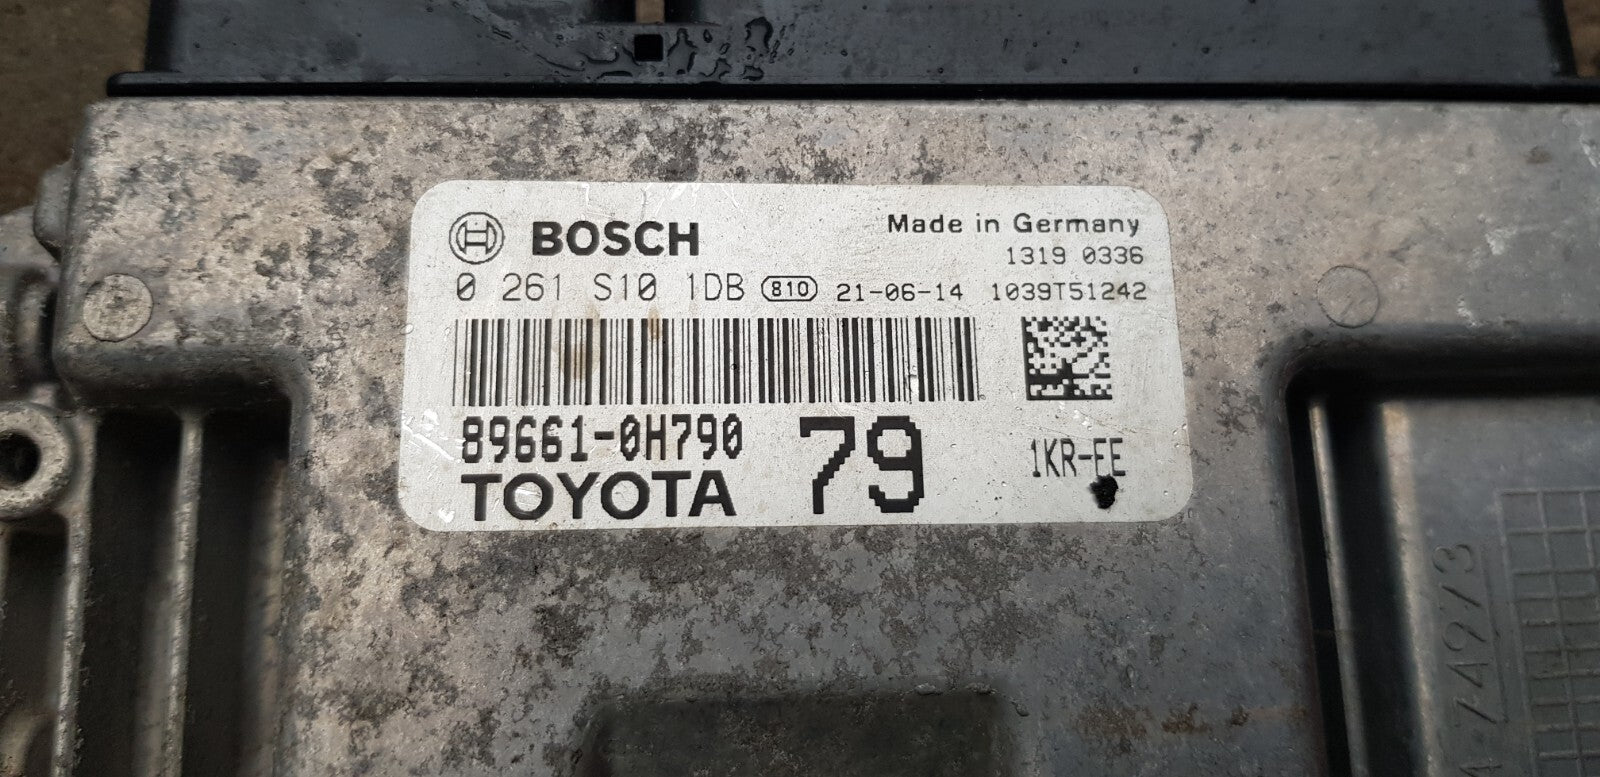 BOSCH
Made in Germany
1319 0336
0 261 S10 1DB 810 21-06-14 1039T51242
89661-0H790
TOYOTA
79
1KR-FE